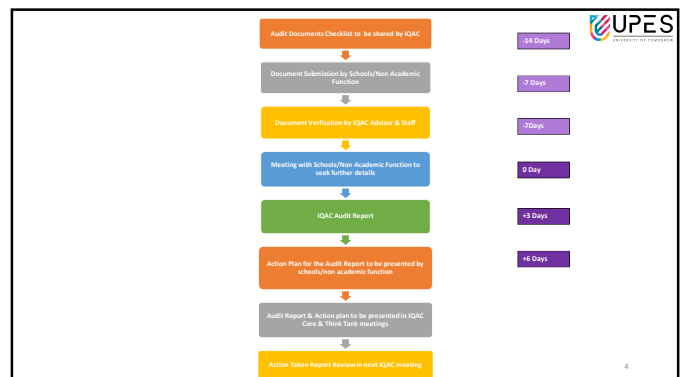 Audit Documents Checklist to be shared by IQAC
-14 Days
UPES
UNIVERSITY OF TOMORROW
Document Submission by Schools/Non Academic
Function
-7 Days
Document Verfication by IQAC Advisor & Staff
-7Days
Meeting with Schools/Non Academic Function to
seek further details
0 Day
IQAC Audit Report
+3 Days
Action Plan for the Audit Report to be presented by
schools/non academic function
+6 Days
Audit Report & Action plan to be presented in IQAC
Core & Think Tank meetings
Action Taken Report Review in next IQAC meeting
4